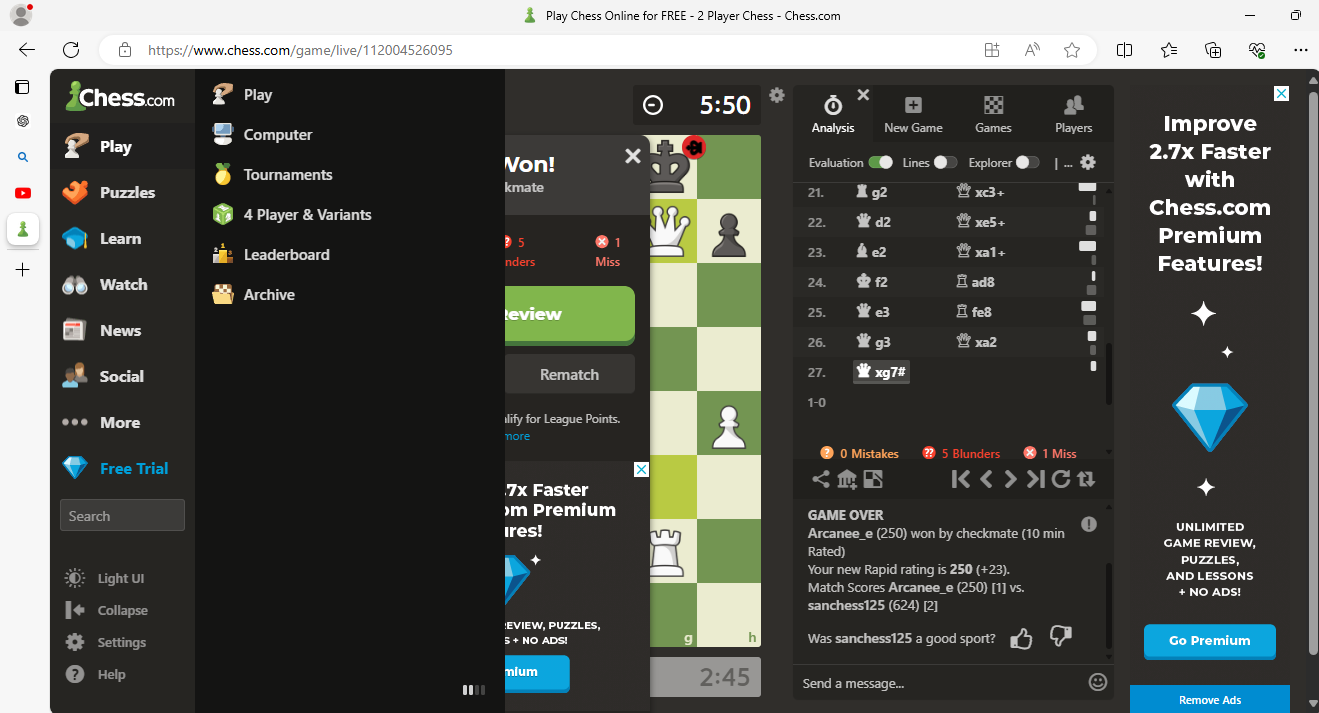 Play Chess Online for FREE - 2 Player Chess - Chess.com
https://www.chess.com/game/live/112004526095
Chess.com
Play
Puzzles
Learn
Watch
News
Social
More
Free Trial
Search
Light UI
Collapse
Settings
Help
Play
Computer
Tournaments
4 Player & Variants
Leaderboard
Archive
5:50
Won!
kmate
5
nders
1
Miss
Review
Rematch
alify for League Points.
more
.7x Faster
om Premium
ures!
REVIEW, PUZZLES,
S + NO ADS!
mium
g
h
2:45
Analysis
New Game
Games
Players
Evaluation
Lines
Explorer
| ...
21. g2 xc3+
22. d2 xe5+
23. e2 xa1+
24. f2 ad8
25. e3 fe8
26. g3 xa2
27. xg7#
1-0
? 0 Mistakes ?? 5 Blunders 1 Miss
GAME OVER
Arcanee_e (250) won by checkmate (10 min
Rated)
Your new Rapid rating is 250 (+23).
Match Scores Arcanee_e (250) [1] vs.
sanchess125 (624) [2]
Was sanchess125 a good sport?
Send a message...
Improve
2.7x Faster
with
Chess.com
Premium
Features!
UNLIMITED
GAME REVIEW,
PUZZLES,
AND LESSONS
+ NO ADS!
Go Premium
Remove Ads